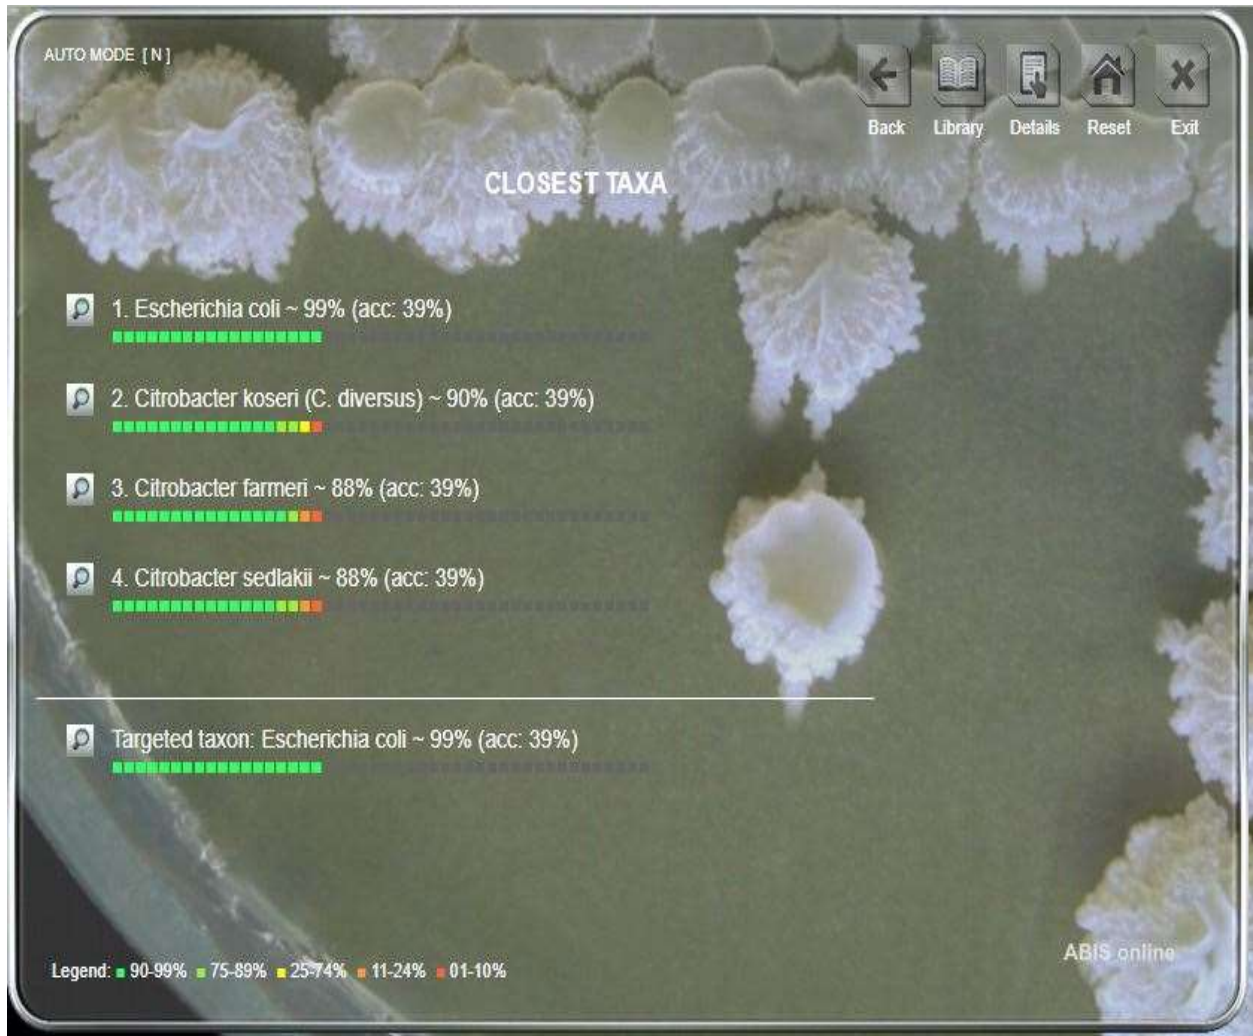 AUTO MODE [ N ]
Back Library Details Reset Exit
CLOSEST TAXA
1. Escherichia coli ~ 99% (acc: 39%)
2. Citrobacter koseri (C. diversus) ~ 90% (acc: 39%)
3. Citrobacter farmeri ~ 88% (acc: 39%)
4. Citrobacter sedlakii ~ 88% (acc: 39%)
Targeted taxon: Escherichia coli ~ 99% (acc: 39%)
ABIS online
Legend: 90-99% 75-89% 25-74% 11-24% 01-10%